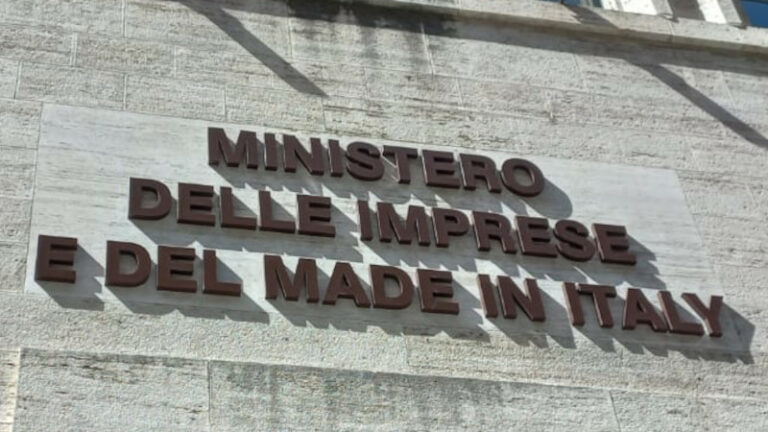 MINISTERO
DELLE IMPRESE
E DEL MADE IN ITALY